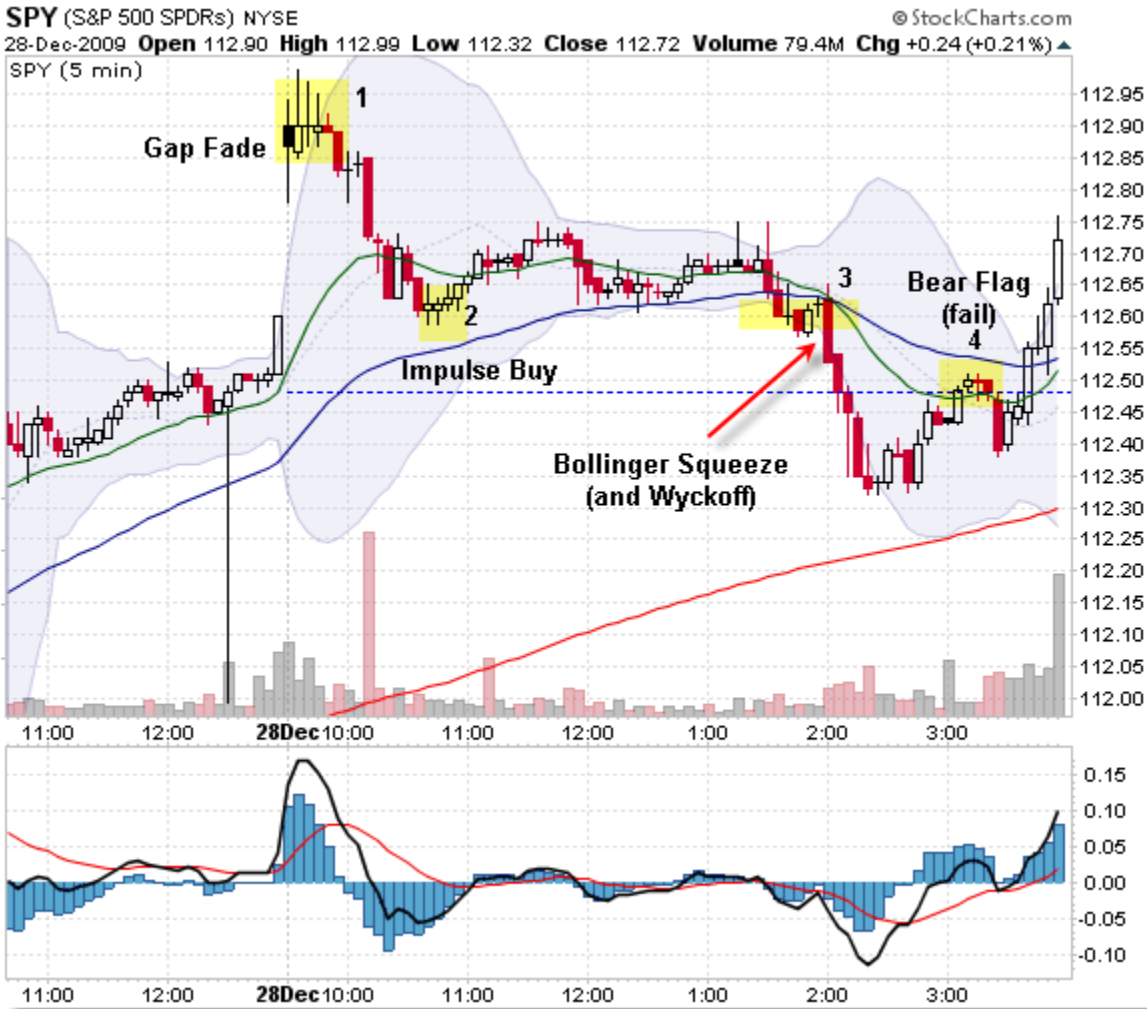 SPY (S&P 500 SPDRs) NYSE © StockCharts.com
28-Dec-2009 Open 112.90 High 112.99 Low 112.32 Close 112.72 Volume 79.4M Chg +0.24 (+0.21%)
SPY (5 min)
112.95
112.90
112.85
112.80
112.75
112.70
112.65
112.60
112.55
112.50
112.45
112.40
112.35
112.30
112.25
112.20
112.15
112.10
112.05
112.00
1
Gap Fade
2
Impulse Buy
3
Bollinger Squeeze
(and Wyckoff)
Bear Flag
(fail)
4
11:00 12:00 28Dec 10:00 11:00 12:00 1:00 2:00 3:00
0.15
0.10
0.05
0.00
-0.05
-0.10
11:00 12:00 28Dec 10:00 11:00 12:00 1:00 2:00 3:00